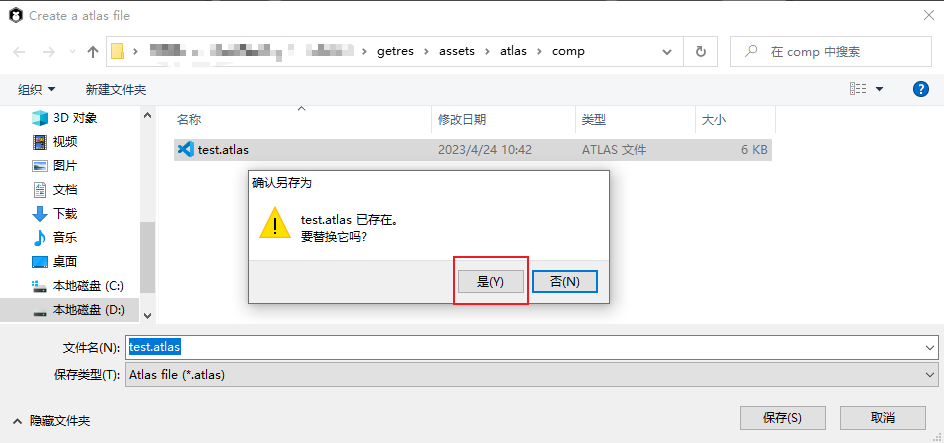 Create a atlas file
getres › assets › atlas › comp
在 comp 中搜索
组织
新建文件夹
3D 对象
视频
图片
文档
下载
音乐
桌面
本地磁盘 (C:)
本地磁盘 (D:)
名称 修改日期 类型 大小
test.atlas 2023/4/24 10:42 ATLAS 文件 6 KB
确认另存为
test.atlas 已存在。
要替换它吗?
是(Y) 否(N)
文件名(N): test.atlas
保存类型(T): Atlas file (*.atlas)
隐藏文件夹
保存(S) 取消